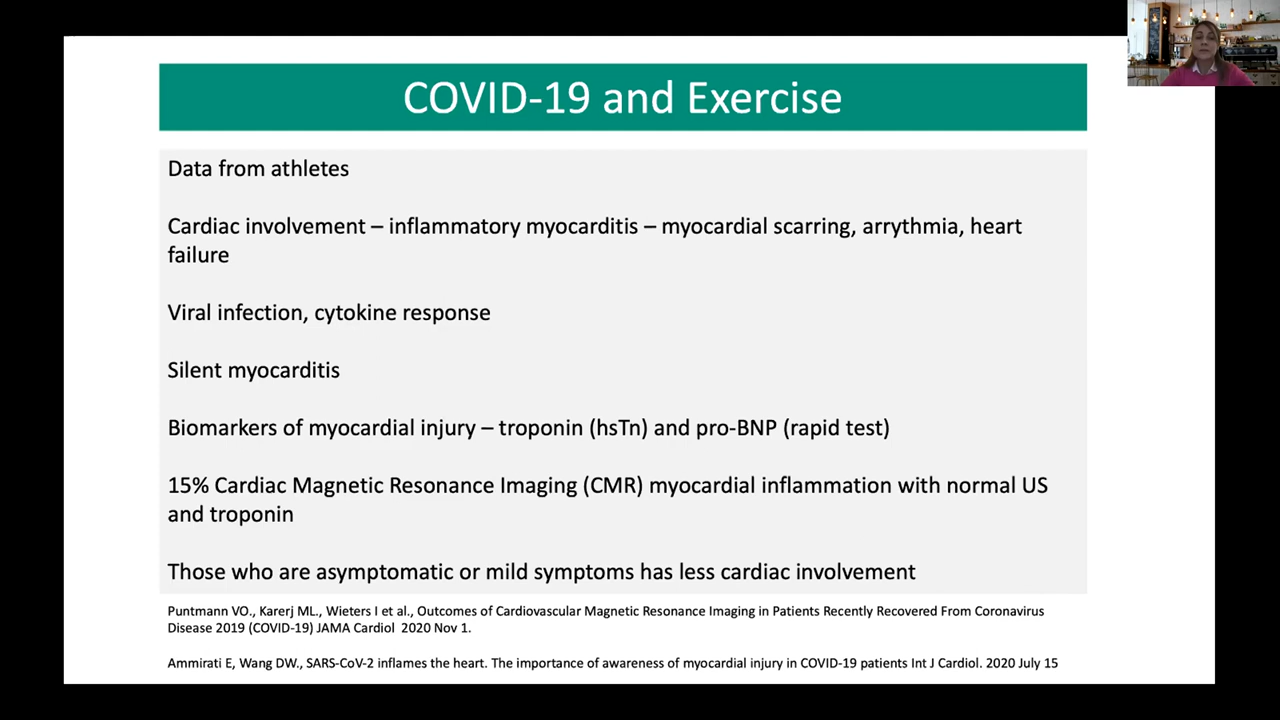 COVID-19 and Exercise
Data from athletes
Cardiac involvement – inflammatory myocarditis – myocardial scarring, arrythmia, heart
failure
Viral infection, cytokine response
Silent myocarditis
Biomarkers of myocardial injury – troponin (hsTn) and pro-BNP (rapid test)
15% Cardiac Magnetic Resonance Imaging (CMR) myocardial inflammation with normal US
and troponin
Those who are asymptomatic or mild symptoms has less cardiac involvement
Puntmann VO., Karerj ML., Wieters I et al., Outcomes of Cardiovascular Magnetic Resonance Imaging in Patients Recently Recovered From Coronavirus
Disease 2019 (COVID-19) JAMA Cardiol  2020 Nov 1.
Ammirati E, Wang DW., SARS-CoV-2 inflames the heart. The importance of awareness of myocardial injury in COVID-19 patients Int J Cardiol. 2020 July 15